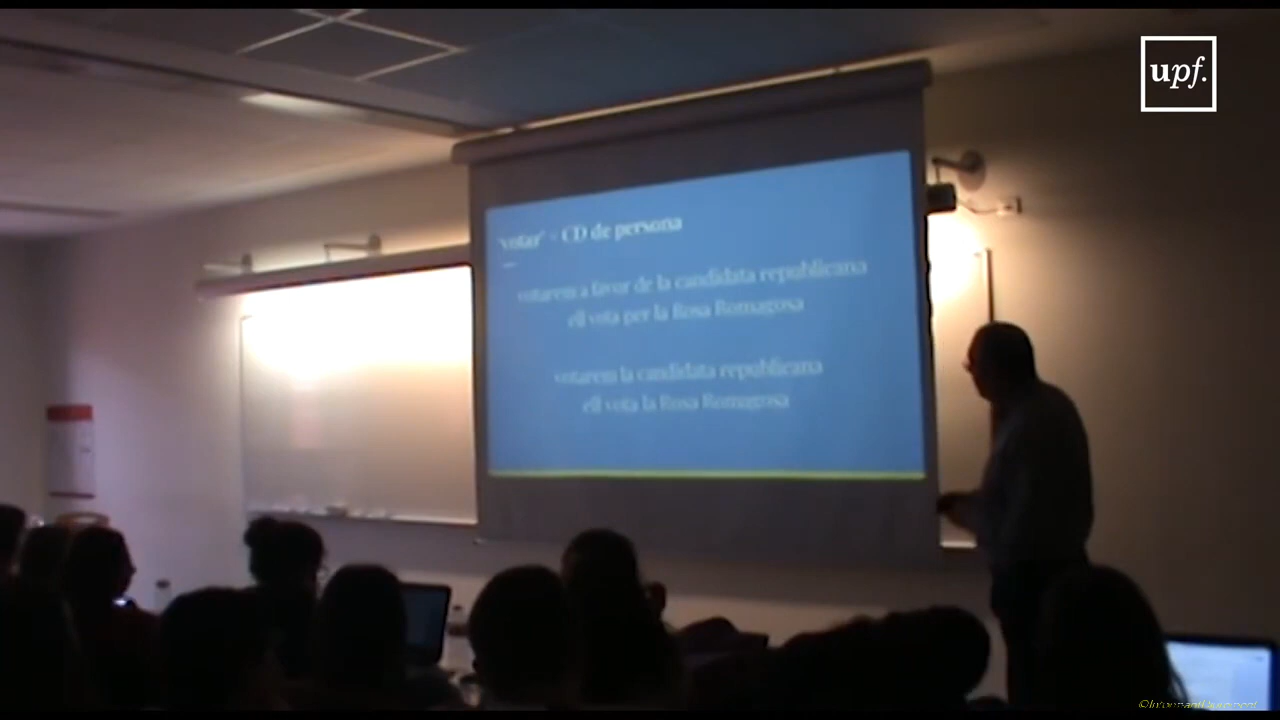 upf.
'votar' + CD de persona
votarem a favor de la candidata republicana
ell vota per la Rosa Romagosa
votarem la candidata republicana
ell vota la Rosa Romagosa